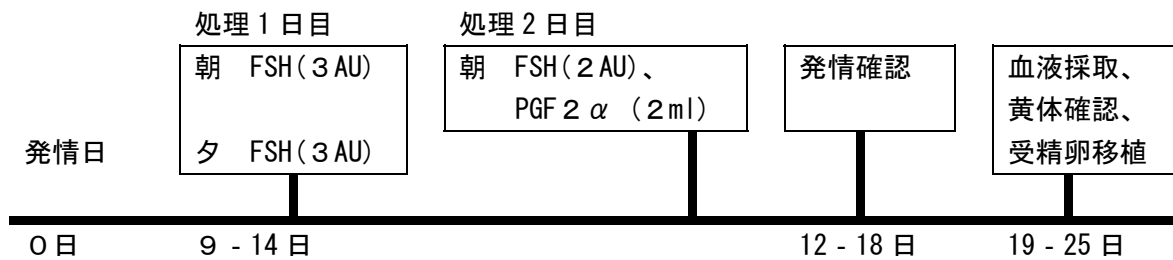 処理1日目
処理2日目
朝 FSH(3AU)
夕 FSH(3AU)
朝 FSH(2AU)、
PGF2α (2ml)
発情確認
血液採取、
黄体確認、
受精卵移植
発情日
0日
9-14日
12-18日
19-25日